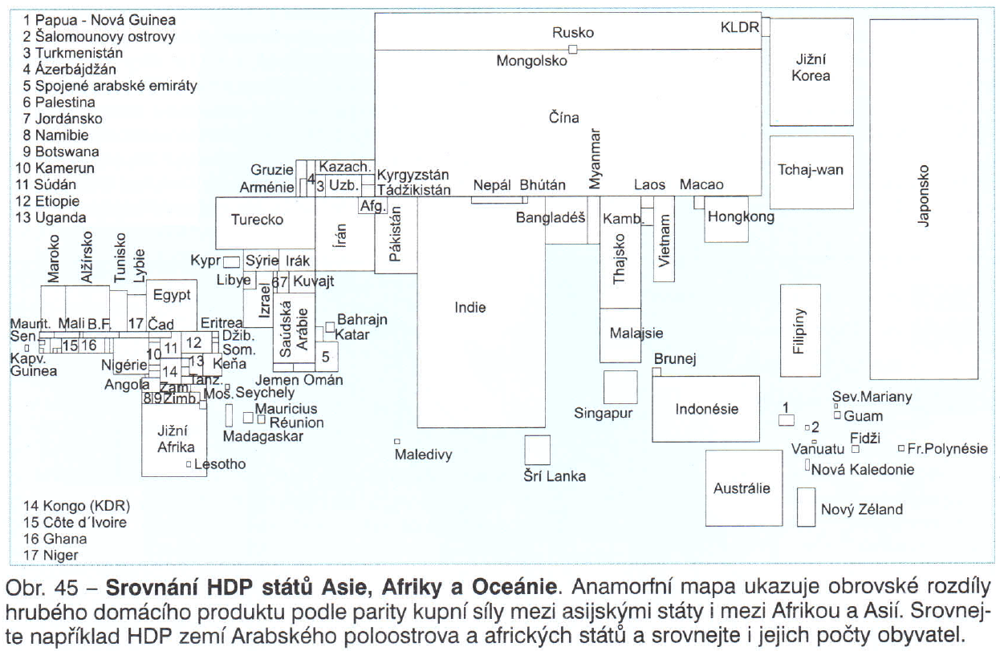 1 Papua - Nová Guinea
2 Šalomounovy ostrovy
3 Turkmenistán
4 Ázerbájdžán
5 Spojené arabské emiráty
6 Palestina
7 Jordánsko
8 Namibie
9 Botswana
10 Kamerun
11 Súdán
12 Etiopie
13 Uganda
Rusko
KLDR
Mongolsko
Jižní
Korea
Čína
Japonsko
Tchaj-wan
Myanmar
Gruzie
Arménie
4
Kazach.
3
Uzb.
Kyrgyzstán
Tádžikistán
Nepál
Bhútán
Laos
Macao
Turecko
Afg.
Írán
Pákistán
Bangladéš
Kamb.
Hongkong
Thajsko
Vietnam
Maroko
Alžírsko
Tunisko
Lybie
Kypr
Sýrie
Irák
Libye
Izrael
67
Kuvajt
Egypt
Indie
Saúdská
Arábie
Bahrajn
Katar
Malajsie
Filipíny
Maurit.
Mali
B.F.
17
Čad
Eritrea
Sen.
15
16
10
11
12
Džib.
Som.
5
Kapv.
Guinea
Nigérie
13
Keňa
14
Jemen
Omán
Brunej
Angola
Zam.
Tanz.
8
9
Zimb.
Mos.
Seychely
Singapur
Indonésie
1
Sev.Mariany
Guam
2
Mauricius
Réunion
Madagaskar
Jižní
Afrika
Lesotho
Maledivy
Šrí Lanka
Vanuatu
Fidži
Fr.Polynésie
Nová Kaledonie
Austrálie
Nový Zéland
14 Kongo (KDR)
15 Côte d´Ivoire
16 Ghana
17 Niger
Obr. 45 – Srovnání HDP států Asie, Afriky a Oceánie. Anamorfní mapa ukazuje obrovské rozdíly
hrubého domácího produktu podle parity kupní síly mezi asijskými státy i mezi Afrikou a Asií. Srovnej-
te například HDP zemí Arabského poloostrova a afrických států a srovnejte i jejich počty obyvatel.